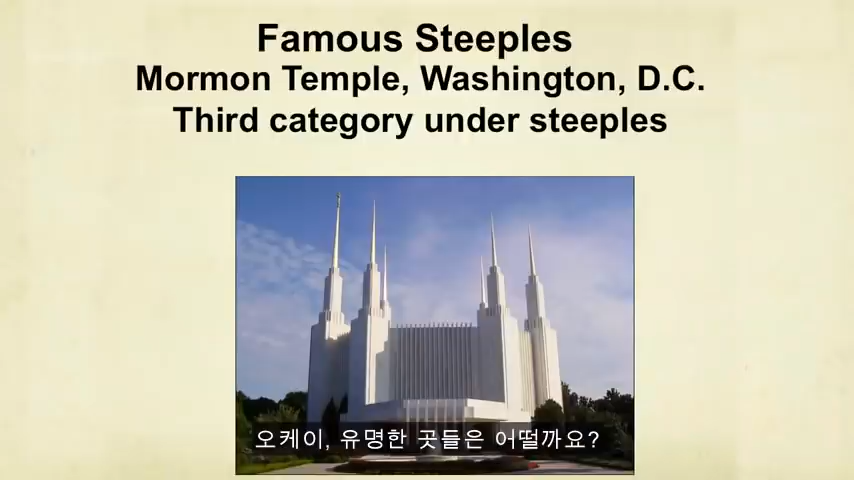 Famous Steeples
Mormon Temple, Washington, D.C.
Third category under steeples
오케이, 유명한 곳들은 어떨까요?